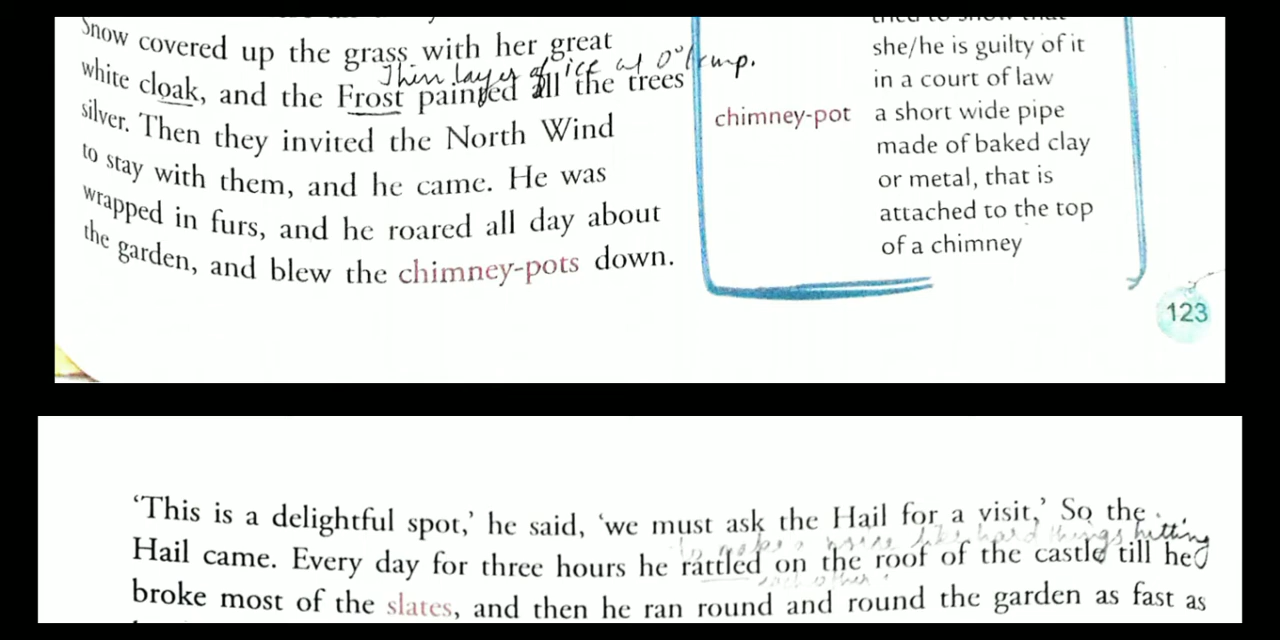 Snow covered up the grass with her great
Thin layer of ice at 0° temp.
white cloak, and the Frost painted all the trees
silver. Then they invited the North Wind
to stay with them, and he came. He was
wrapped in furs, and he roared all day about
the garden, and blew the chimney-pots down.
she/he is guilty of it
in a court of law
chimney-pot a short wide pipe
made of baked clay
or metal, that is
attached to the top
of a chimney
123
‘This is a delightful spot,’ he said, ‘we must ask the Hail for a visit,’ So the
to make a noise like hard things hitting
Hail came. Every day for three hours he rattled on the roof of the castle till he
each other.
broke most of the slates, and then he ran round and round the garden as fast as